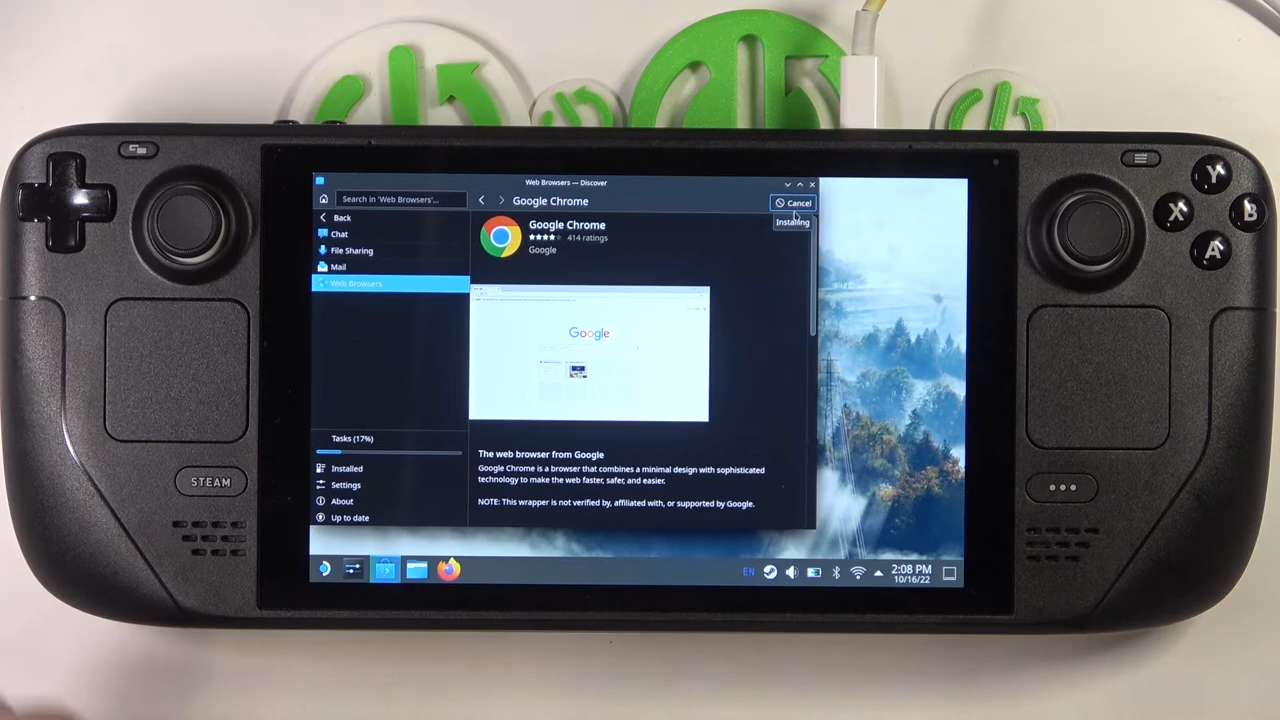 Web Browsers — Discover
Search in 'Web Browsers'...
Google Chrome
Cancel
Installing
Back
Chat
File Sharing
Mail
Web Browsers
Google Chrome
414 ratings
Google
Google
The web browser from Google
Google Chrome is a browser that combines a minimal design with sophisticated
technology to make the web faster, safer, and easier.
NOTE: This wrapper is not verified by, affiliated with, or supported by Google.
Tasks (17%)
Installed
Settings
About
Up to date
EN
2:08 PM
10/16/22
STEAM
Y
X
B
A